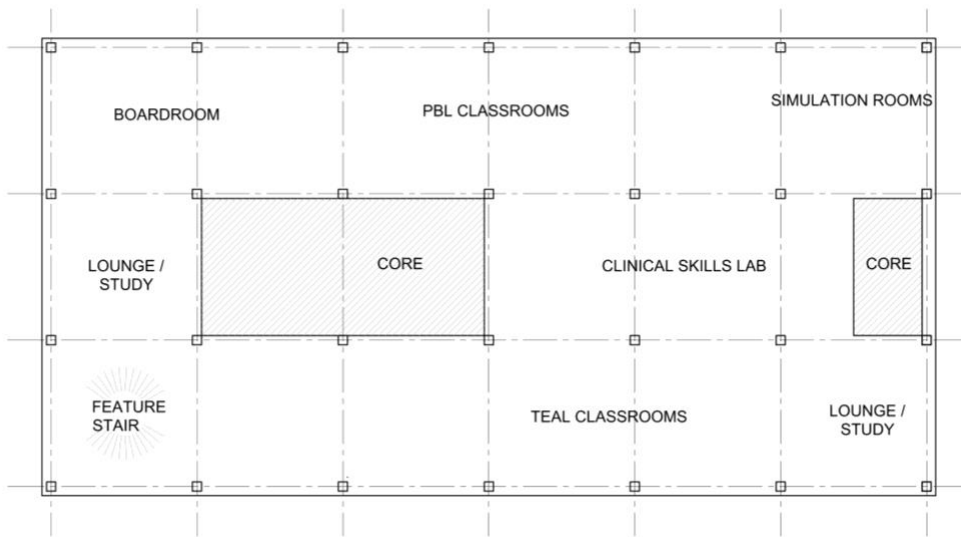 BOARDROOM
PBL CLASSROOMS
SIMULATION ROOMS
LOUNGE /
STUDY
CORE
CLINICAL SKILLS LAB
CORE
FEATURE
STAIR
TEAL CLASSROOMS
LOUNGE /
STUDY